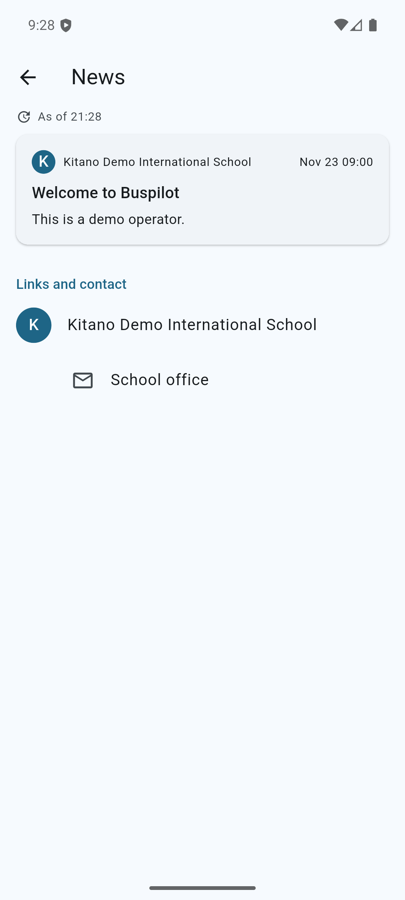 9:28
News
As of 21:28
K Kitano Demo International School Nov 23 09:00
Welcome to Buspilot
This is a demo operator.
Links and contact
K Kitano Demo International School
School office